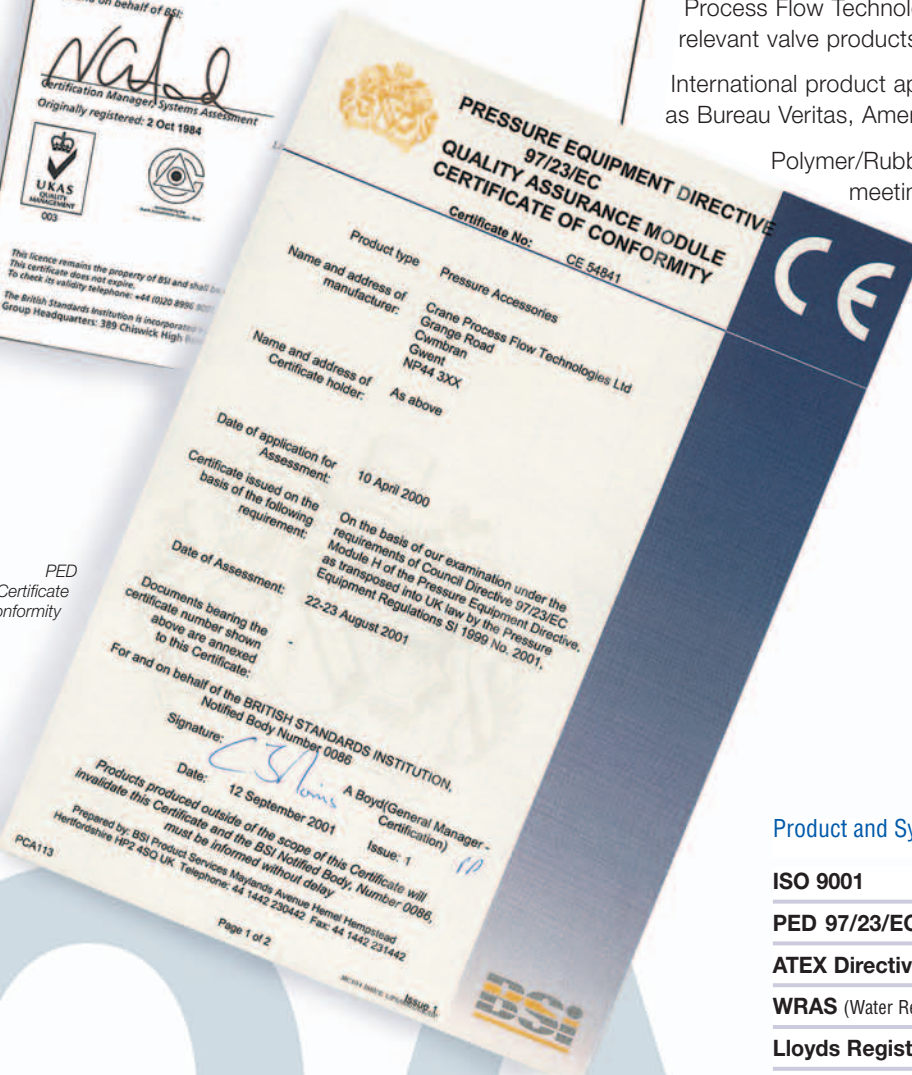 on behalf of BSI:
Certification Manager, Systems Assessment
Originally registered: 2 Oct 1984
UKAS
QUALITY
MANAGEMENT
003
This licence remains the property of BSI and shall be
This certificate does not expire.
To check its validity telephone: +44 (0)20 8996
The British Standards Institution is incorporated
Group Headquarters: 389 Chiswick High
Process Flow Technolo
relevant valve products
International product ap
as Bureau Veritas, Amer
Polymer/Rubb
meetin
PED
Certificate
onformity
PRESSURE EQUIPMENT DIRECTIVE
97/23/EC
QUALITY ASSURANCE MODULE
CERTIFICATE OF CONFORMITY
Certificate No: CE 54841
Product type Pressure Accessories
Name and address of
manufacturer:
Crane Process Flow Technologies Ltd
Grange Road
Cwmbran
Gwent
NP44 3XX
Name and address of
Certificate holder:
As above
Date of application for
Assessment:
10 April 2000
Certificate issued on the
basis of the following
requirement:
On the basis of our examination under the
requirements of Council Directive 97/23/EC
Module H of the Pressure Equipment Directive,
as transposed into UK law by the Pressure
Equipment Regulations SI 1999 No. 2001,
Date of Assessment: 22-23 August 2001
Documents bearing the
certificate number shown
above are annexed
to this Certificate:
-
For and on behalf of the BRITISH STANDARDS INSTITUTION,
Notified Body Number 0086
Signature:
A Boyd(General Manager -
Certification)
Date: 12 September 2001
Issue: 1
pp
Products produced outside of the scope of this Certificate will
invalidate this Certificate and the BSI Notified Body, Number 0086,
must be informed without delay
Prepared by: BSI Product Services Maylands Avenue Hemel Hempstead
Hertfordshire HP2 4SQ UK Telephone: 44 1442 230442 Fax: 44 1442 231442
PCA113
Page 1 of 2
Issue 1
BSi
CE
Product and Sy
ISO 9001
PED 97/23/EC
ATEX Directiv
WRAS (Water Re
Lloyds Regist